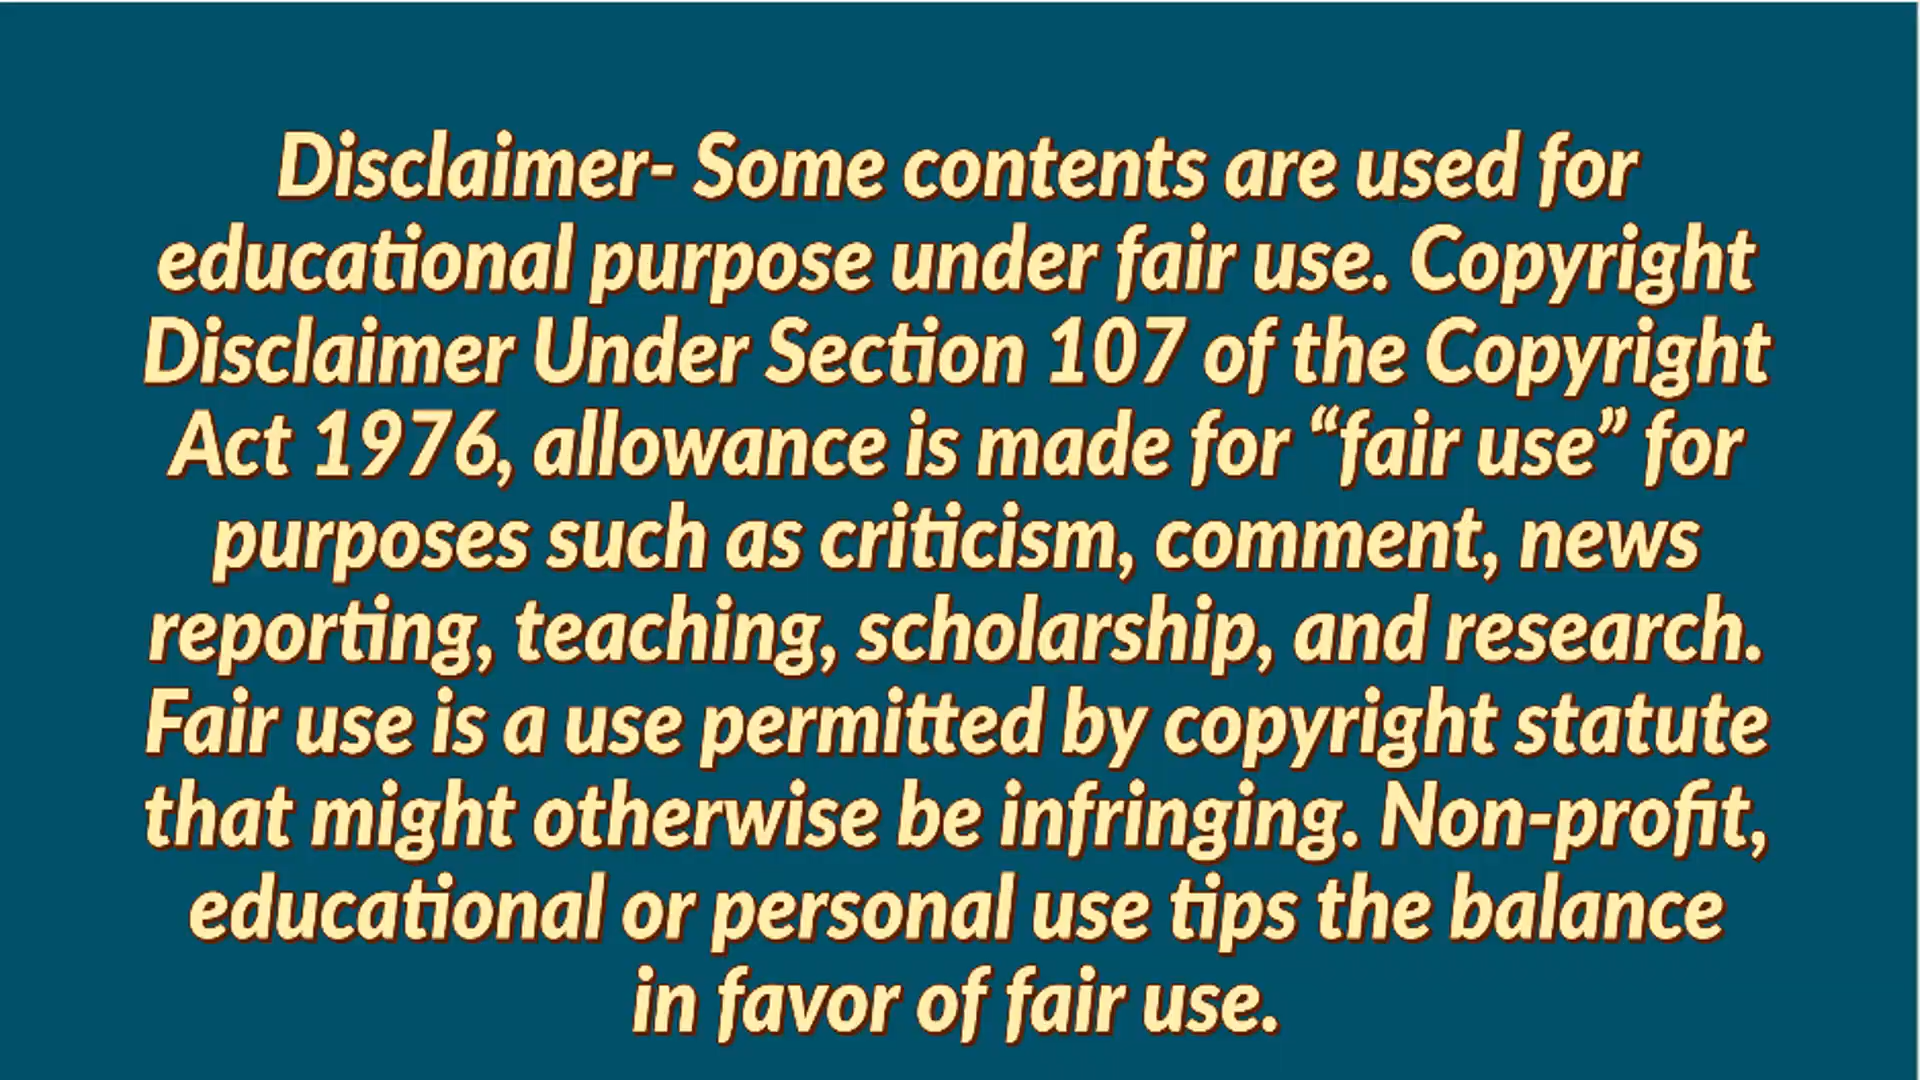 Disclaimer- Some contents are used for
educational purpose under fair use. Copyright
Disclaimer Under Section 107 of the Copyright
Act 1976, allowance is made for “fair use” for
purposes such as criticism, comment, news
reporting, teaching, scholarship, and research.
Fair use is a use permitted by copyright statute
that might otherwise be infringing. Non-profit,
educational or personal use tips the balance
in favor of fair use.